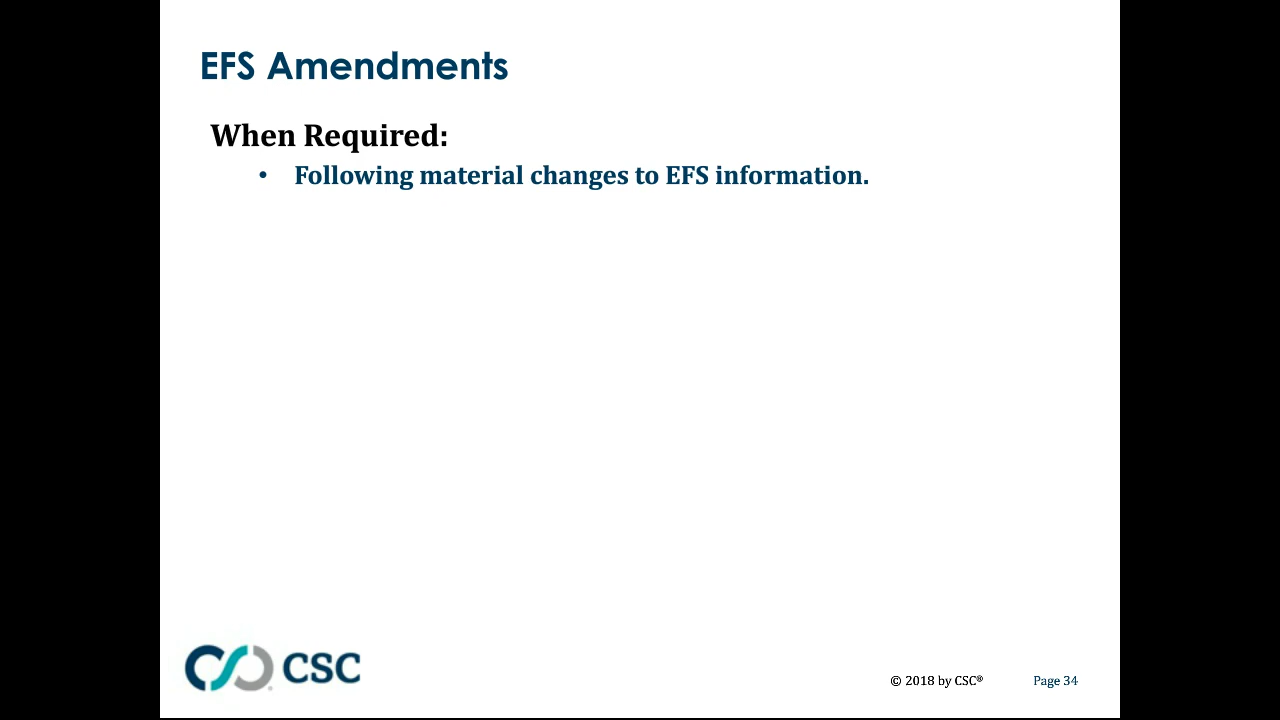 EFS Amendments
When Required:
• Following material changes to EFS information.
CSC
© 2018 by CSC® Page 34